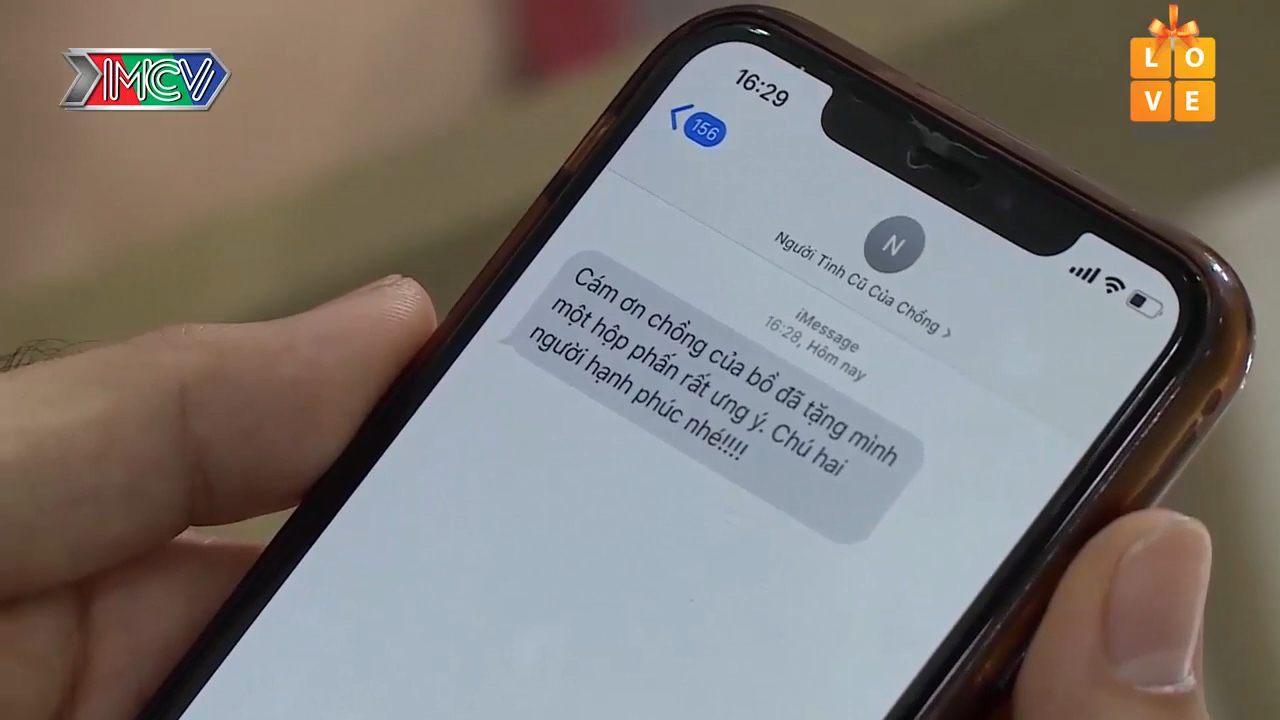 MCV
L O
V E
16:29
156
N
Người Tình Cũ Của Chồng
iMessage
16:28, Hôm nay
Cám ơn chồng của bồ đã tặng mình
một hộp phấn rất ưng ý. Chú hai
người hạnh phúc nhé!!!!